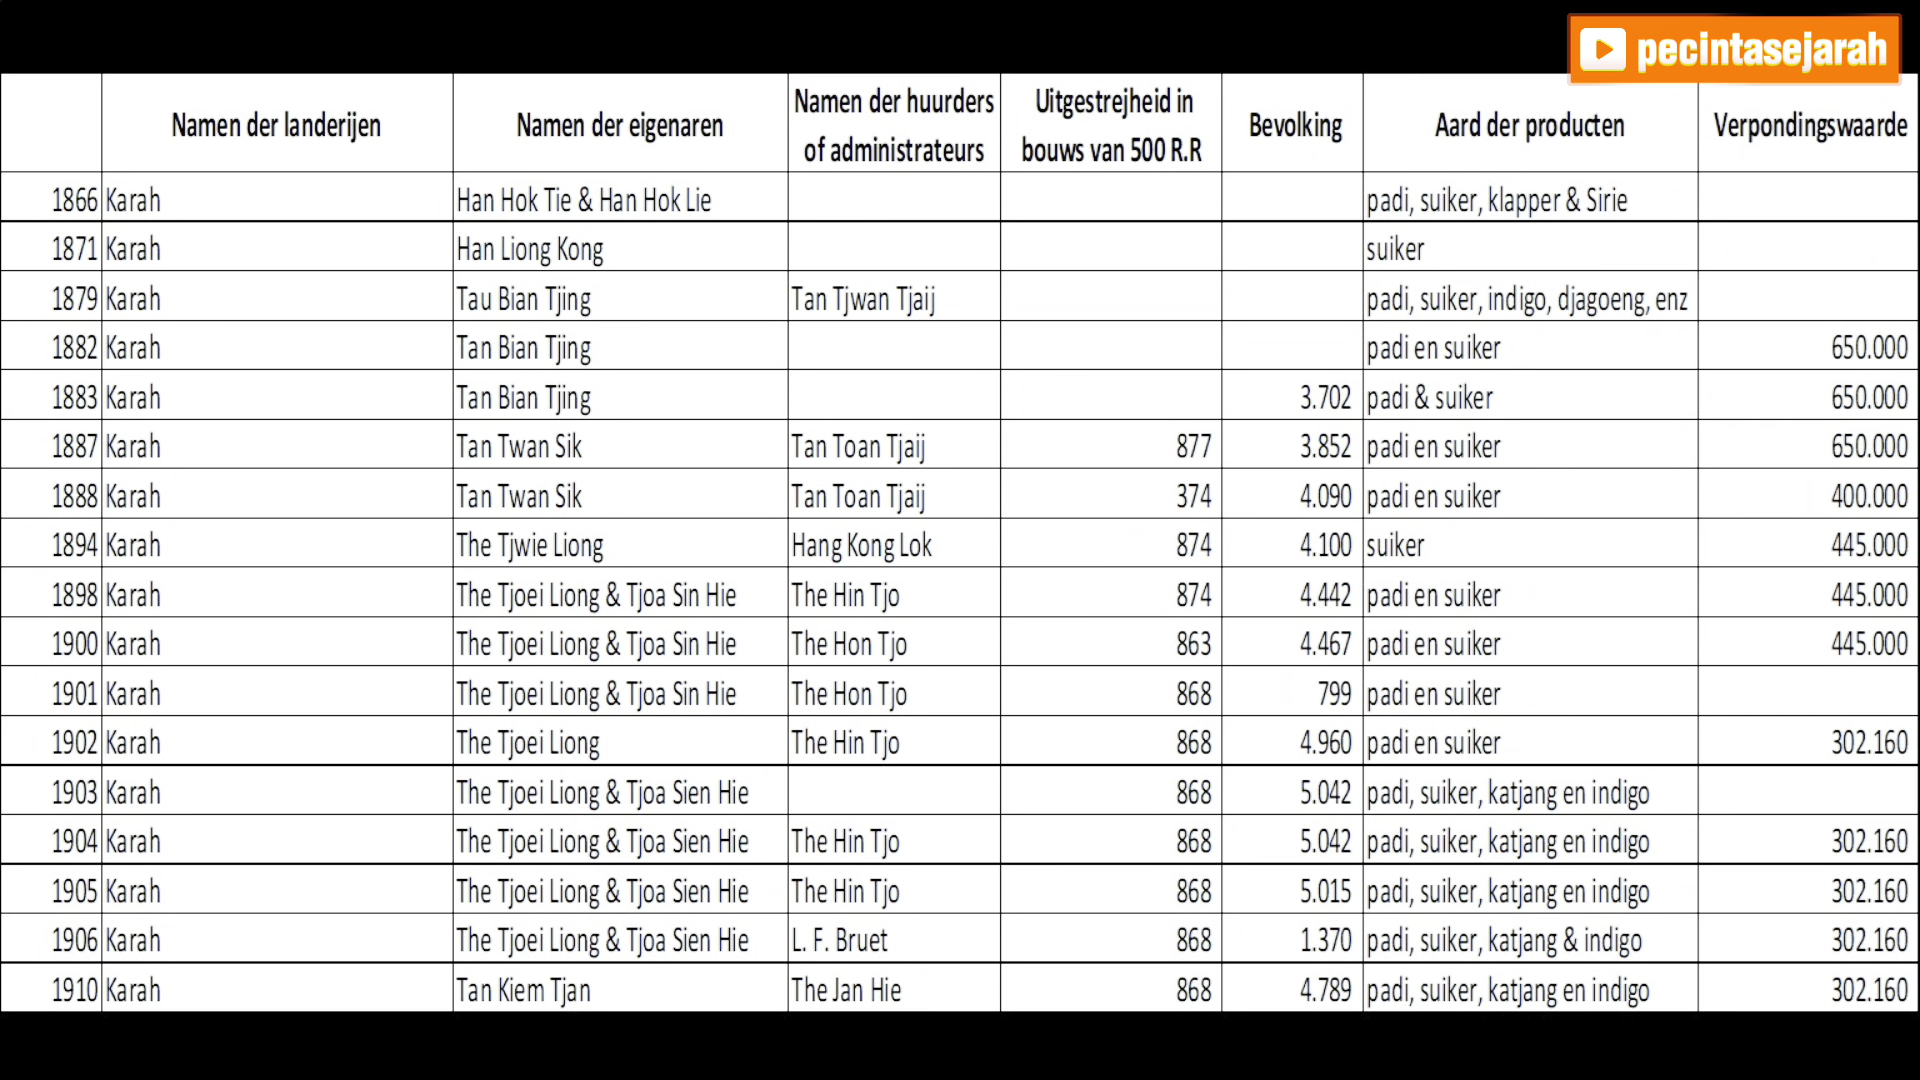 pecintasejarah
Namen der landerijen Namen der eigenaren Namen der huurders of administrateurs Uitgestrejheid in bouws van 500 R.R Bevolking Aard der producten Verpondingswaarde
1866 Karah Han Hok Tie & Han Hok Lie padi, suiker, klapper & Sirie
1871 Karah Han Liong Kong suiker
1879 Karah Tau Bian Tjing Tan Tjwan Tjaij padi, suiker, indigo, djagoeng, enz
1882 Karah Tan Bian Tjing padi en suiker 650.000
1883 Karah Tan Bian Tjing 3.702 padi & suiker 650.000
1887 Karah Tan Twan Sik Tan Toan Tjaij 877 3.852 padi en suiker 650.000
1888 Karah Tan Twan Sik Tan Toan Tjaij 374 4.090 padi en suiker 400.000
1894 Karah The Tjwie Liong Hang Kong Lok 874 4.100 suiker 445.000
1898 Karah The Tjoei Liong & Tjoa Sin Hie The Hin Tjo 874 4.442 padi en suiker 445.000
1900 Karah The Tjoei Liong & Tjoa Sin Hie The Hon Tjo 863 4.467 padi en suiker 445.000
1901 Karah The Tjoei Liong & Tjoa Sin Hie The Hon Tjo 868 799 padi en suiker
1902 Karah The Tjoei Liong The Hin Tjo 868 4.960 padi en suiker 302.160
1903 Karah The Tjoei Liong & Tjoa Sien Hie 868 5.042 padi, suiker, katjang en indigo
1904 Karah The Tjoei Liong & Tjoa Sien Hie The Hin Tjo 868 5.042 padi, suiker, katjang en indigo 302.160
1905 Karah The Tjoei Liong & Tjoa Sien Hie The Hin Tjo 868 5.015 padi, suiker, katjang en indigo 302.160
1906 Karah The Tjoei Liong & Tjoa Sien Hie L. F. Bruet 868 1.370 padi, suiker, katjang & indigo 302.160
1910 Karah Tan Kiem Tjan The Jan Hie 868 4.789 padi, suiker, katjang en indigo 302.160